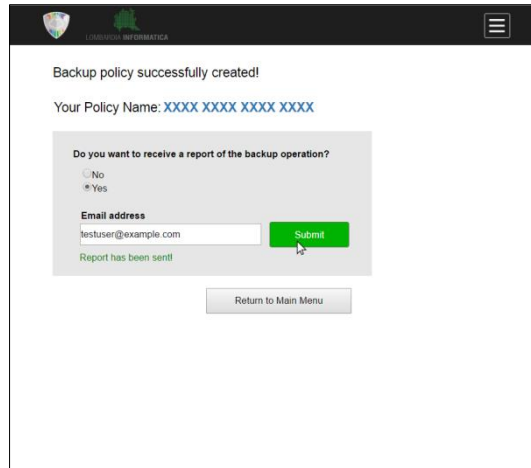 LOMBARDIA INFORMATICA
Backup policy successfully created!
Your Policy Name: XXXX XXXX XXXX XXXX
Do you want to receive a report of the backup operation?
No
Yes
Email address
testuser@example.com
Submit
Report has been sent!
Return to Main Menu